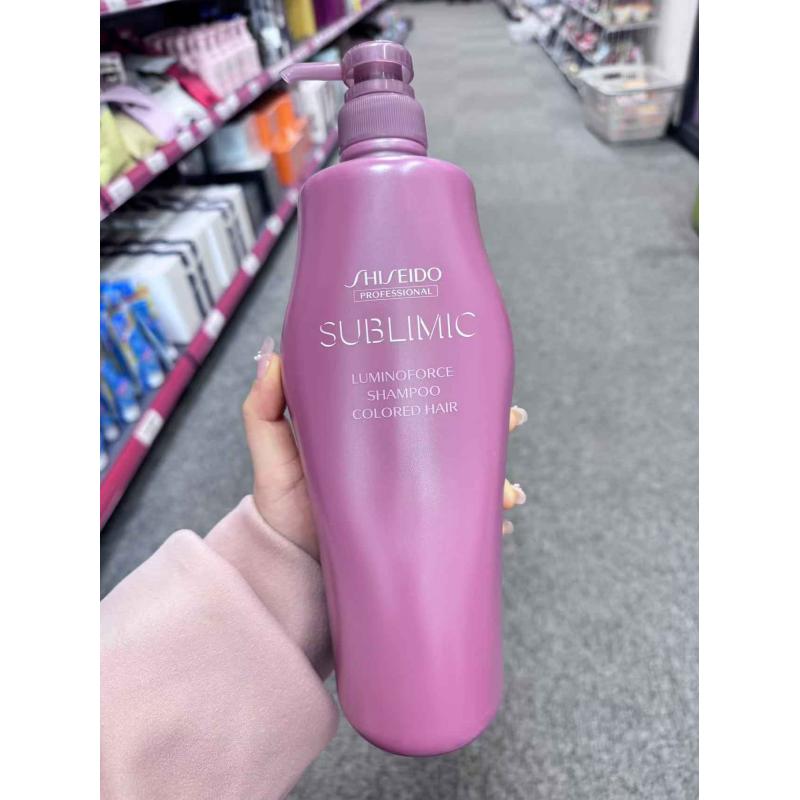 SHISEIDO
PROFESSIONAL
SUBLIMIC
LUMINOFORCE
SHAMPOO
COLORED HAIR